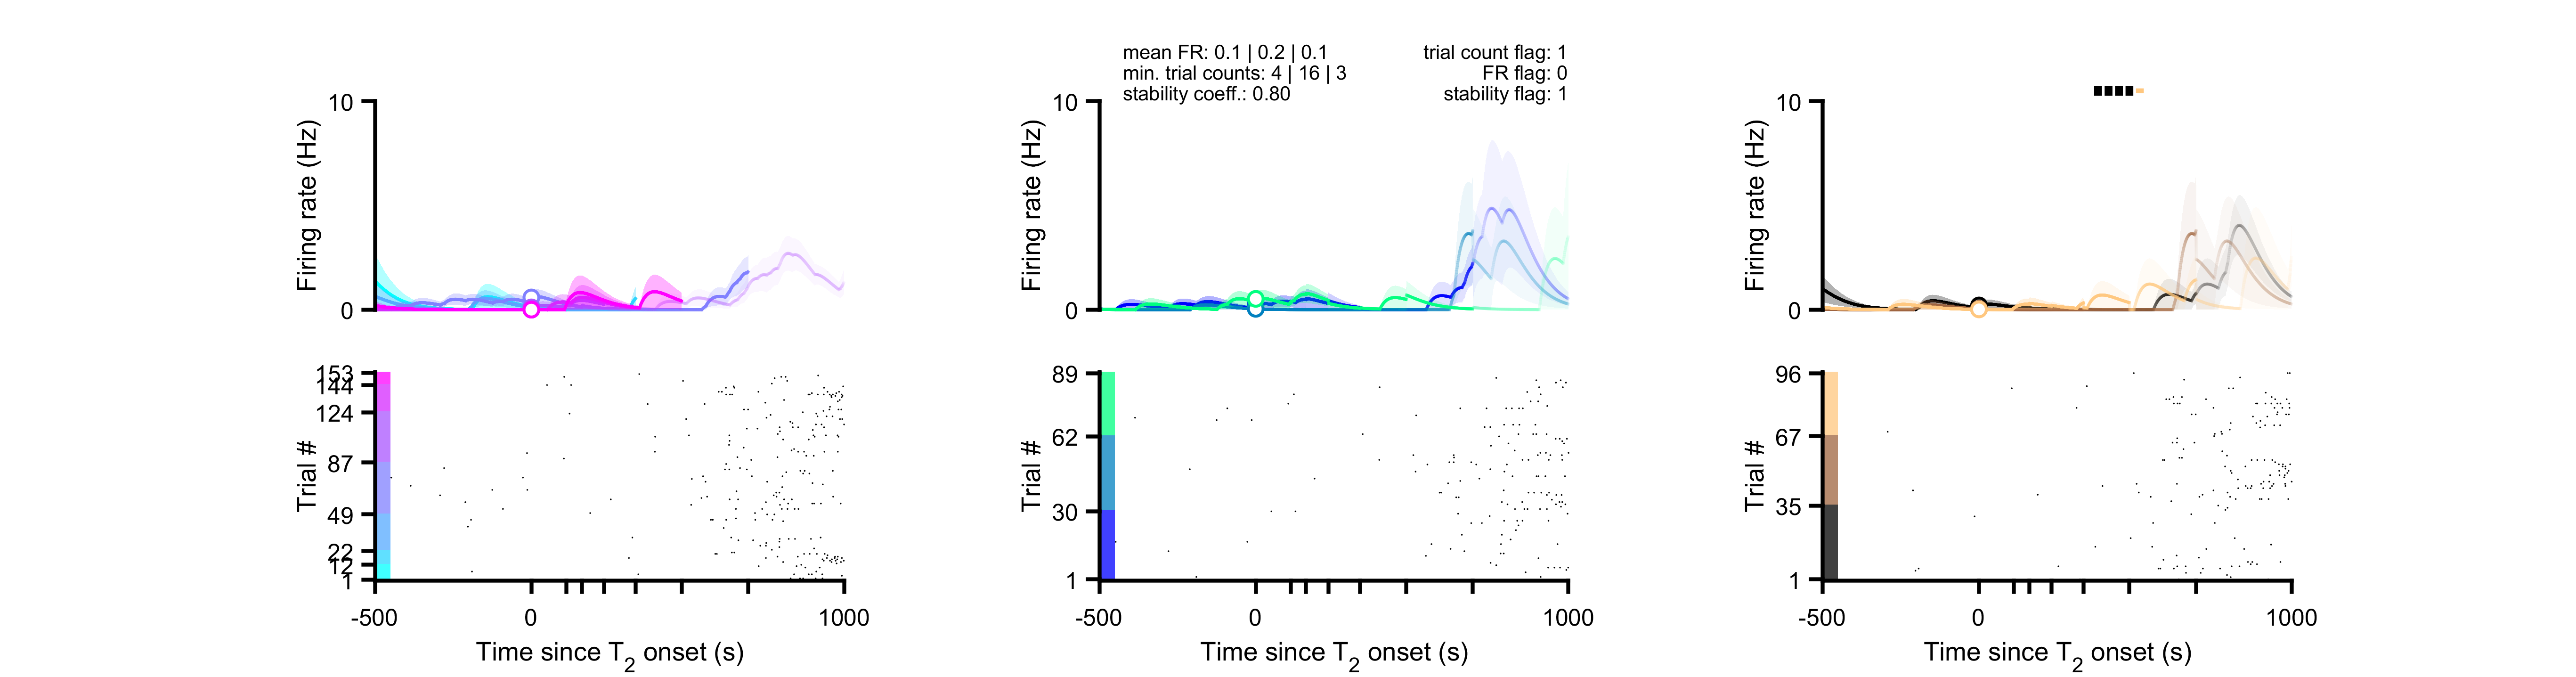 mean FR: 0.1 | 0.2 | 0.1
min. trial counts: 4 | 16 | 3
stability coeff.: 0.80
trial count flag: 1
FR flag: 0
stability flag: 1
10
Firing rate (Hz)
0
10
Firing rate (Hz)
0
10
Firing rate (Hz)
0
153
144
124
87
49
22
12
1
Trial #
-500
0
1000
Time since T2 onset (s)
89
62
30
1
Trial #
-500
0
1000
Time since T2 onset (s)
96
67
35
1
Trial #
-500
0
1000
Time since T2 onset (s)